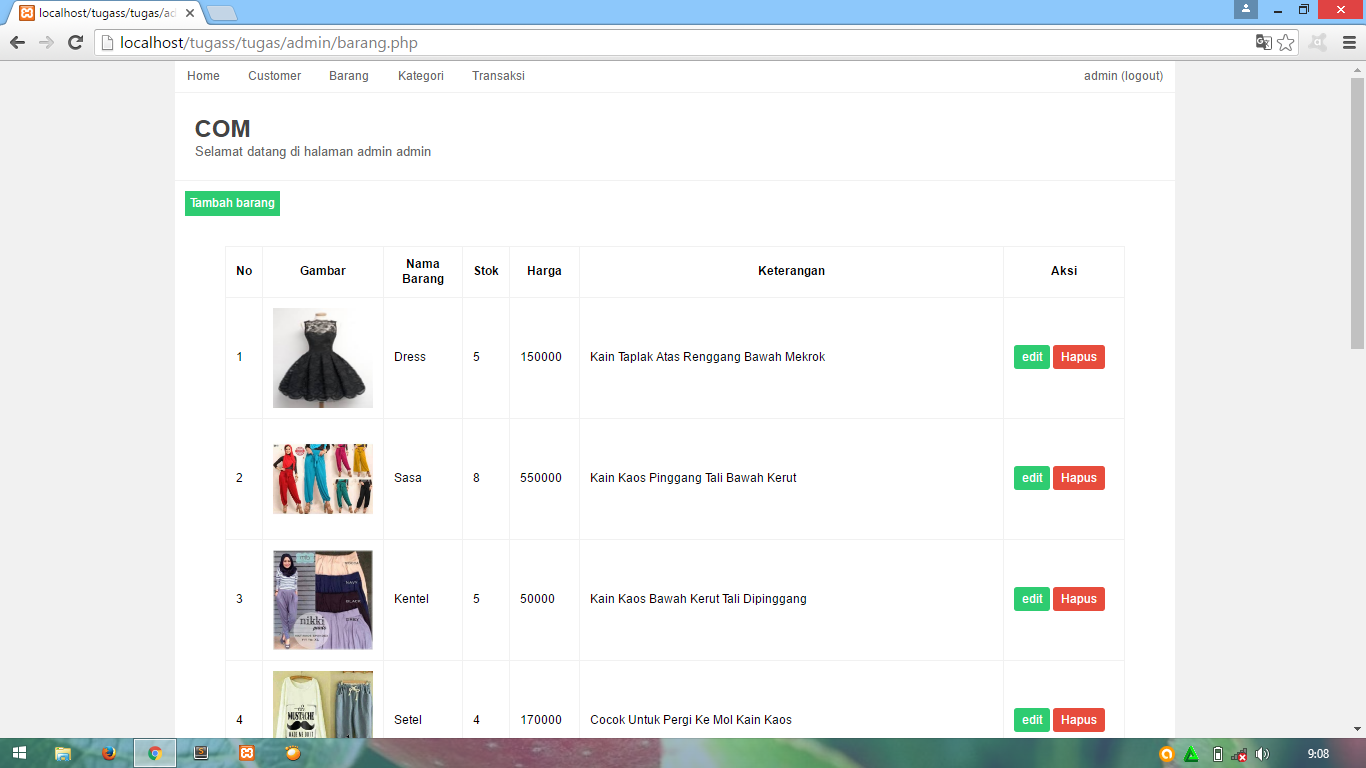 localhost/tugass/tugas/ad
localhost/tugass/tugas/admin/barang.php
Home Customer Barang Kategori Transaksi admin (logout)
COM
Selamat datang di halaman admin admin
Tambah barang
No Gambar Nama Barang Stok Harga Keterangan Aksi
1 Dress 5 150000 Kain Taplak Atas Renggang Bawah Mekrok edit Hapus
2 Sasa 8 550000 Kain Kaos Pinggang Tali Bawah Kerut edit Hapus
NAVY
BLACK
GREY
nikki
pants
3 Kentel 5 50000 Kain Kaos Bawah Kerut Tali Dipinggang edit Hapus
MUSTACHE
4 Setel 4 170000 Cocok Untuk Pergi Ke Mol Kain Kaos edit Hapus
9:08